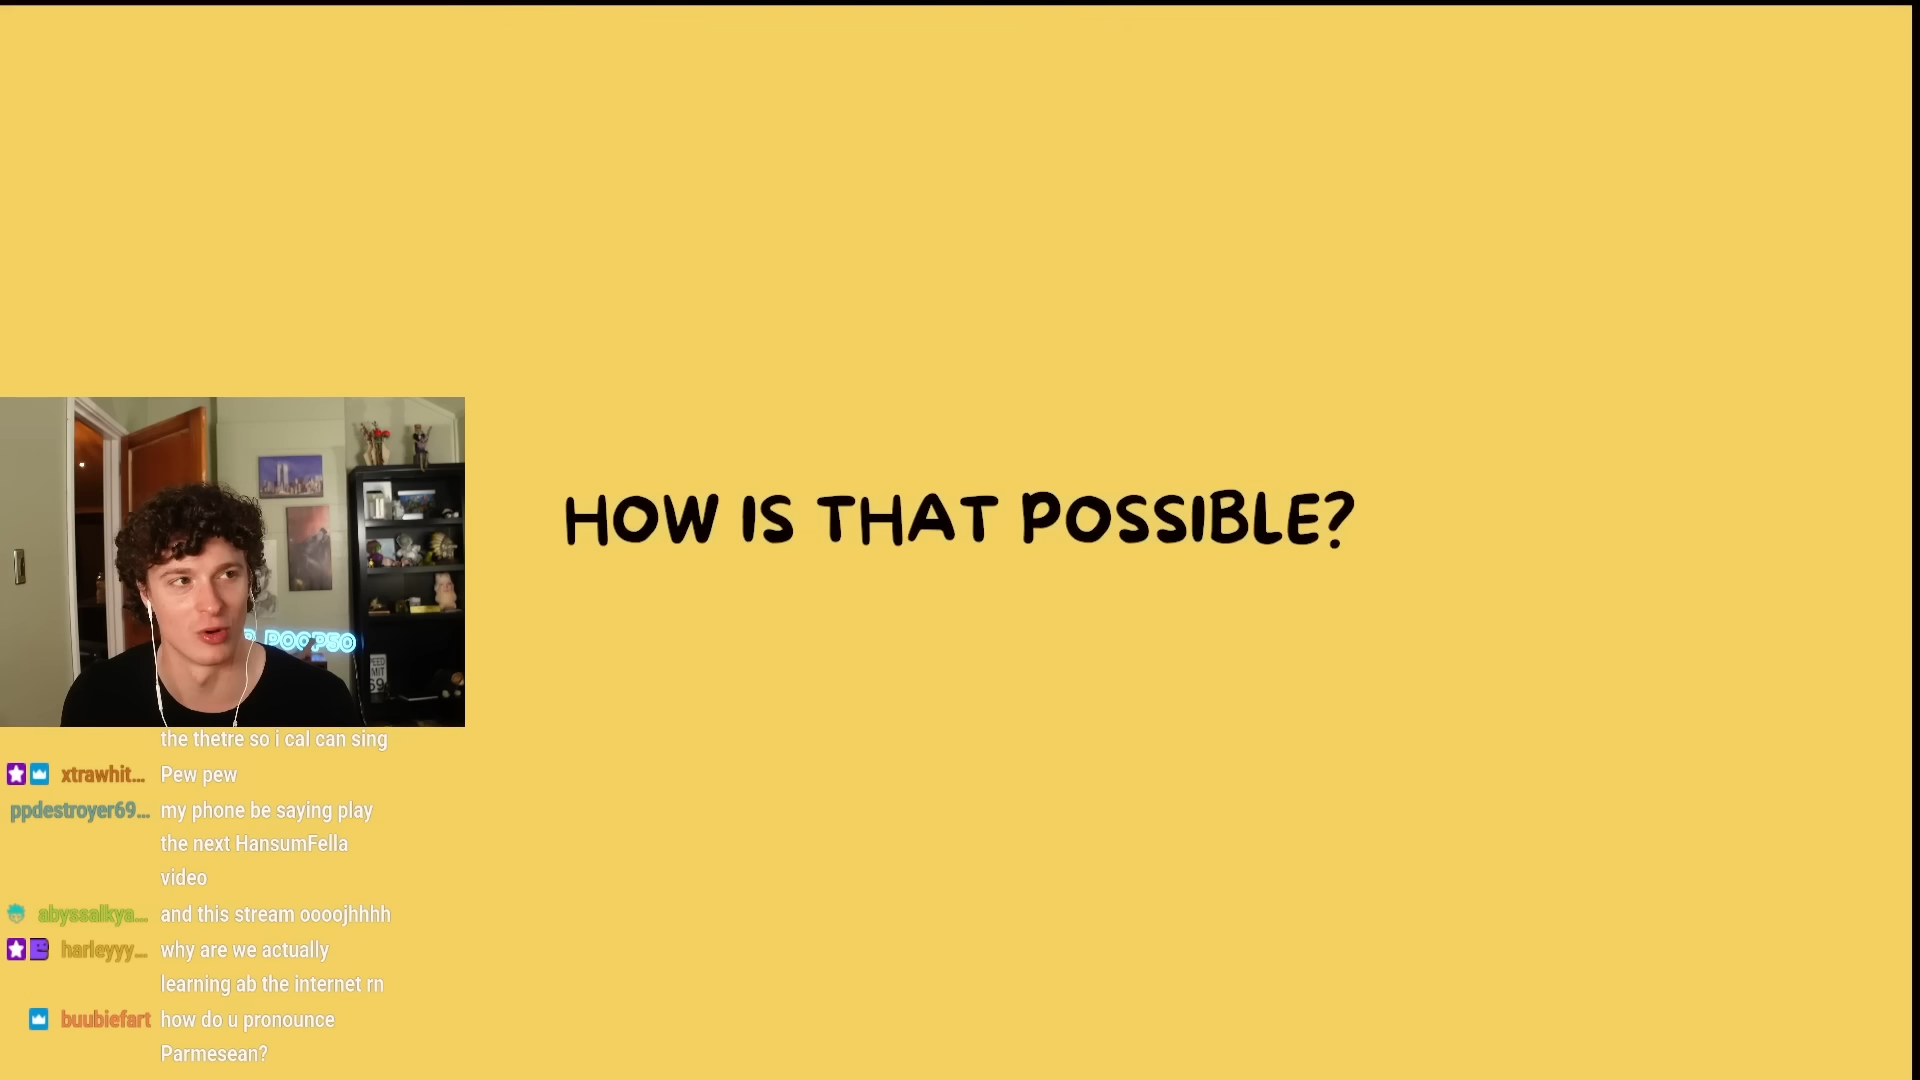 HOW IS THAT POSSIBLE?
POOP50
the thetre so i cal can sing
xtrawhit... Pew pew
ppdestroyer69... my phone be saying play
the next HansumFella
video
abyssalkya... and this stream oooojhhhh
harleyyy... why are we actually
learning ab the internet rn
buubiefart how do u pronounce
Parmesean?